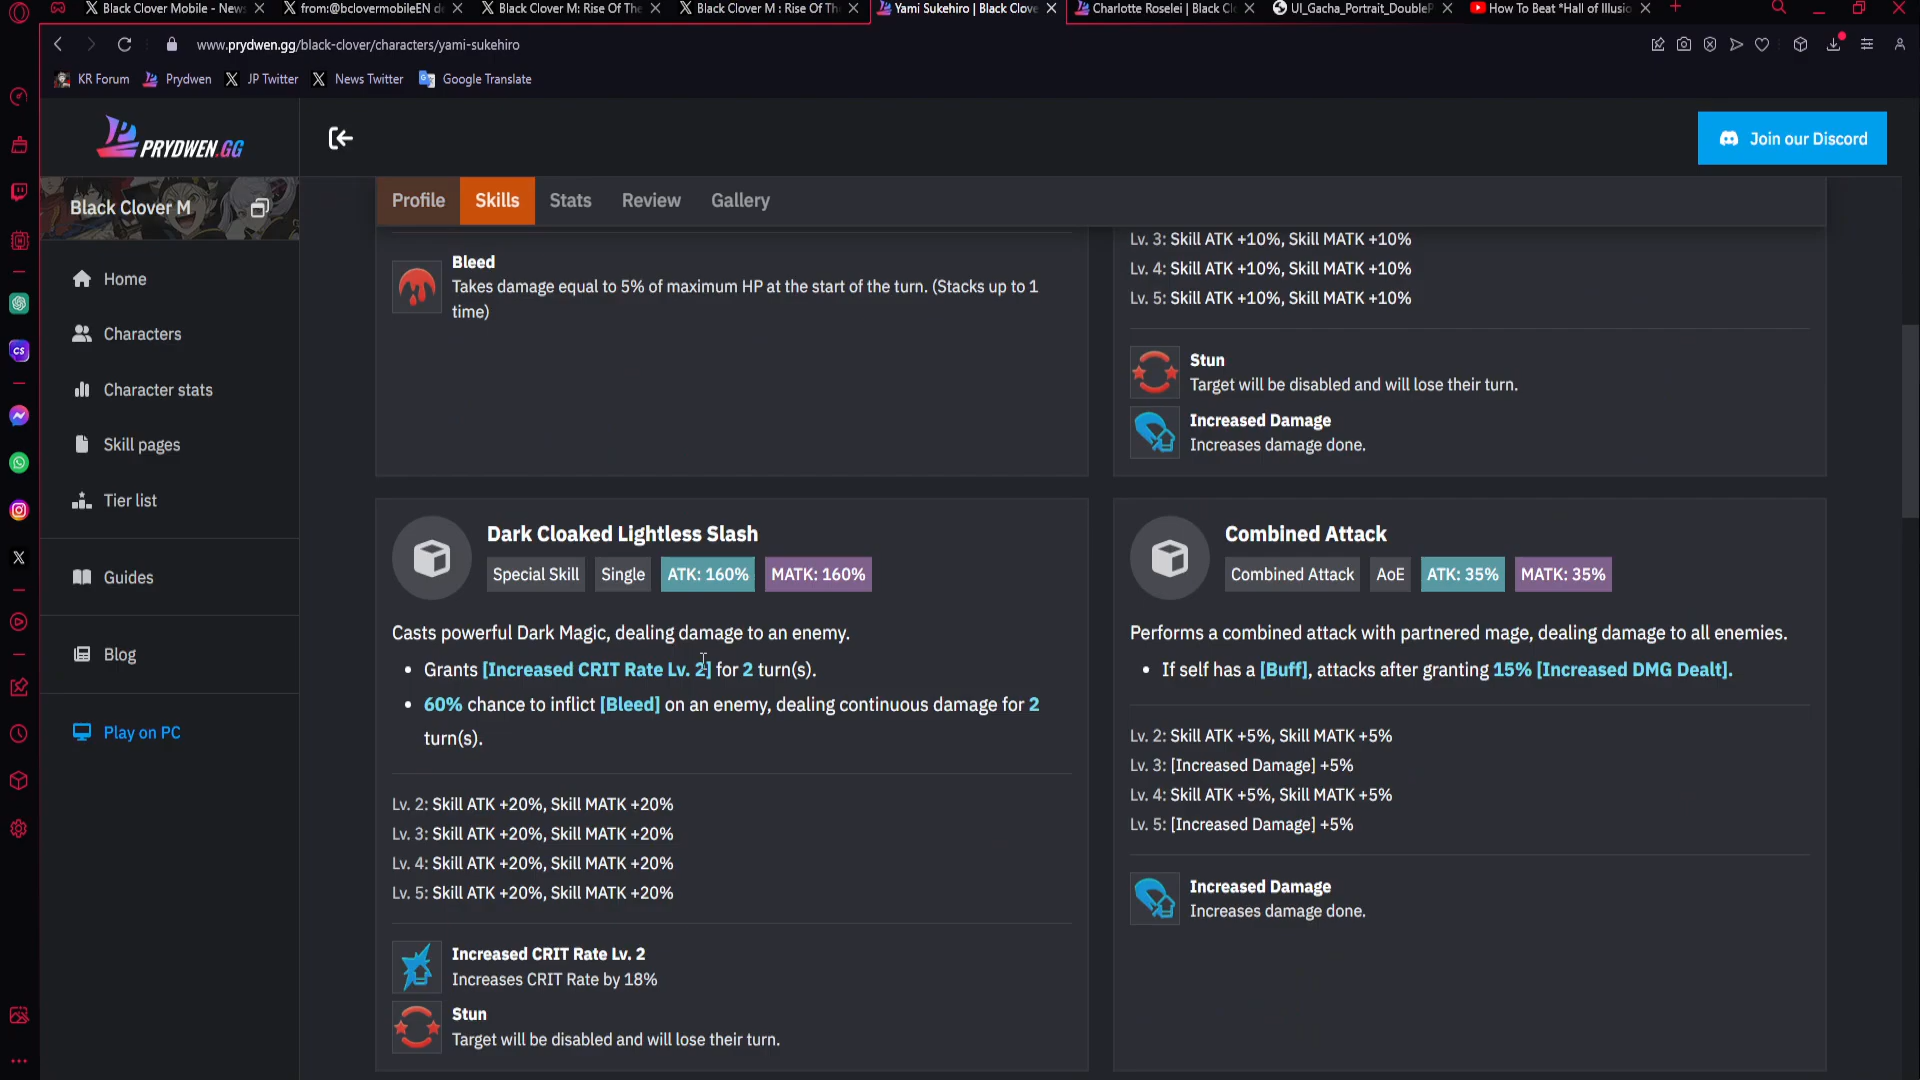 Black Clover Mobile - News
from:@bclovermobileEN d
Black Clover M: Rise Of The
Black Clover M : Rise Of Th
Yami Sukehiro | Black Clove
Charlotte Roselei | Black Cl
UI_Gacha_Portrait_DoubleP
How To Beat *Hall of Illusio
www.prydwen.gg/black-clover/characters/yami-sukehiro
KR Forum
Prydwen
JP Twitter
News Twitter
Google Translate
PRYDWEN.GG
Join our Discord
Black Clover M
Home
Characters
Character stats
Skill pages
Tier list
Guides
Blog
Play on PC
CS
Profile
Skills
Stats
Review
Gallery
Bleed
Takes damage equal to 5% of maximum HP at the start of the turn. (Stacks up to 1
time)
Lv. 3: Skill ATK +10%, Skill MATK +10%
Lv. 4: Skill ATK +10%, Skill MATK +10%
Lv. 5: Skill ATK +10%, Skill MATK +10%
Stun
Target will be disabled and will lose their turn.
Increased Damage
Increases damage done.
Dark Cloaked Lightless Slash
Special Skill
Single
ATK: 160%
MATK: 160%
Casts powerful Dark Magic, dealing damage to an enemy.
Grants [Increased CRIT Rate Lv. 2] for 2 turn(s).
60% chance to inflict [Bleed] on an enemy, dealing continuous damage for 2
turn(s).
Lv. 2: Skill ATK +20%, Skill MATK +20%
Lv. 3: Skill ATK +20%, Skill MATK +20%
Lv. 4: Skill ATK +20%, Skill MATK +20%
Lv. 5: Skill ATK +20%, Skill MATK +20%
Increased CRIT Rate Lv. 2
Increases CRIT Rate by 18%
Stun
Target will be disabled and will lose their turn.
Combined Attack
Combined Attack
AoE
ATK: 35%
MATK: 35%
Performs a combined attack with partnered mage, dealing damage to all enemies.
If self has a [Buff], attacks after granting 15% [Increased DMG Dealt].
Lv. 2: Skill ATK +5%, Skill MATK +5%
Lv. 3: [Increased Damage] +5%
Lv. 4: Skill ATK +5%, Skill MATK +5%
Lv. 5: [Increased Damage] +5%
Increased Damage
Increases damage done.